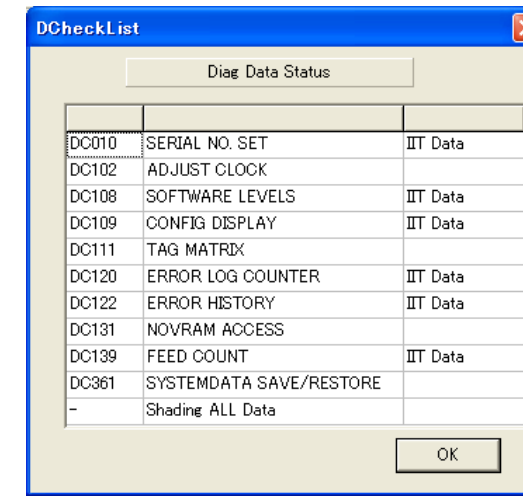 DCheckList
Diag Data Status
DC010 SERIAL NO. SET IIT Data
DC102 ADJUST CLOCK
DC108 SOFTWARE LEVELS IIT Data
DC109 CONFIG DISPLAY IIT Data
DC111 TAG MATRIX
DC120 ERROR LOG COUNTER IIT Data
DC122 ERROR HISTORY IIT Data
DC131 NOVRAM ACCESS
DC139 FEED COUNT IIT Data
DC361 SYSTEMDATA SAVE/RESTORE
- Shading ALL Data
OK